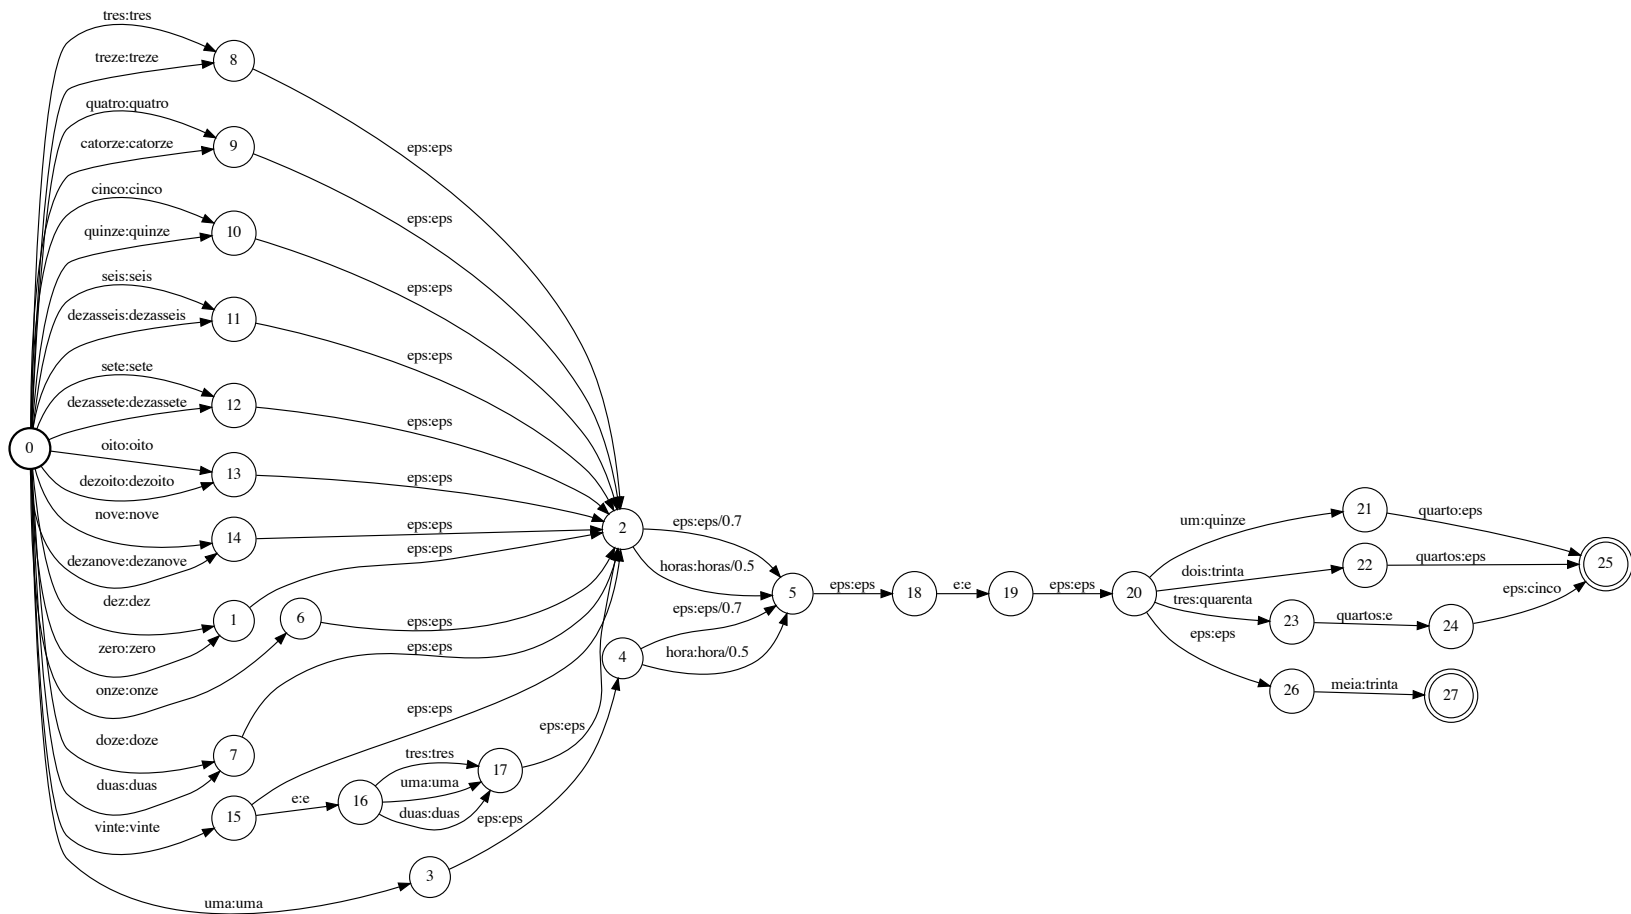 tres:tres
8
treze:treze
quatro:quatro
9
catorze:catorze
eps:eps
cinco:cinco
10
quinze:quinze
eps:eps
seis:seis
11
dezasseis:dezasseis
eps:eps
sete:sete
12
dezassete:dezassete
eps:eps
0
oito:oito
13
dezoito:dezoito
eps:eps
nove:nove
14
dezanove:dezanove
eps:eps
eps:eps
eps:eps
dez:dez
1
zero:zero
6
onze:onze
eps:eps
eps:eps
doze:doze
7
duas:duas
eps:eps
vinte:vinte
15
e:e
16
tres:tres
uma:uma
duas:duas
17
eps:eps
uma:uma
3
eps:eps
2
eps:eps/0.7
horas:horas/0.5
4
eps:eps/0.7
hora:hora/0.5
5
eps:eps
18
e:e
19
eps:eps
20
um:quinze
21
quarto:eps
dois:trinta
22
quartos:eps
25
tres:quarenta
23
quartos:e
24
eps:cinco
eps:eps
26
meia:trinta
27